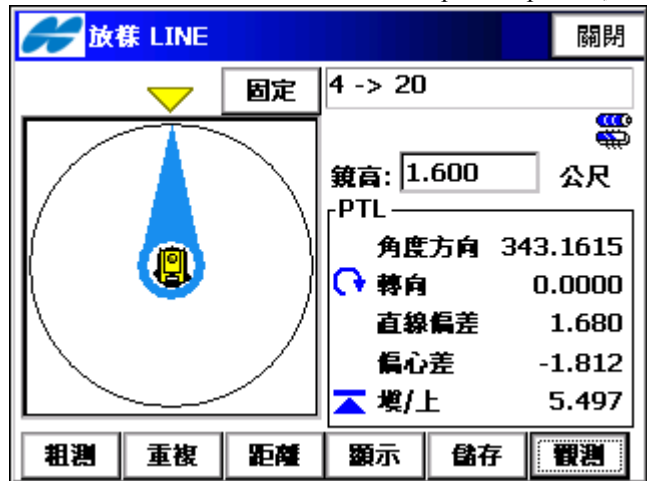 放樣 LINE
關閉
固定
4 -> 20
鏡高: 1.600 公尺
PTL
角度方向 343.1615
轉向 0.0000
直線偏差 1.680
偏心差 -1.812
填/上 5.497
粗測
重複
距離
顯示
儲存
觀測